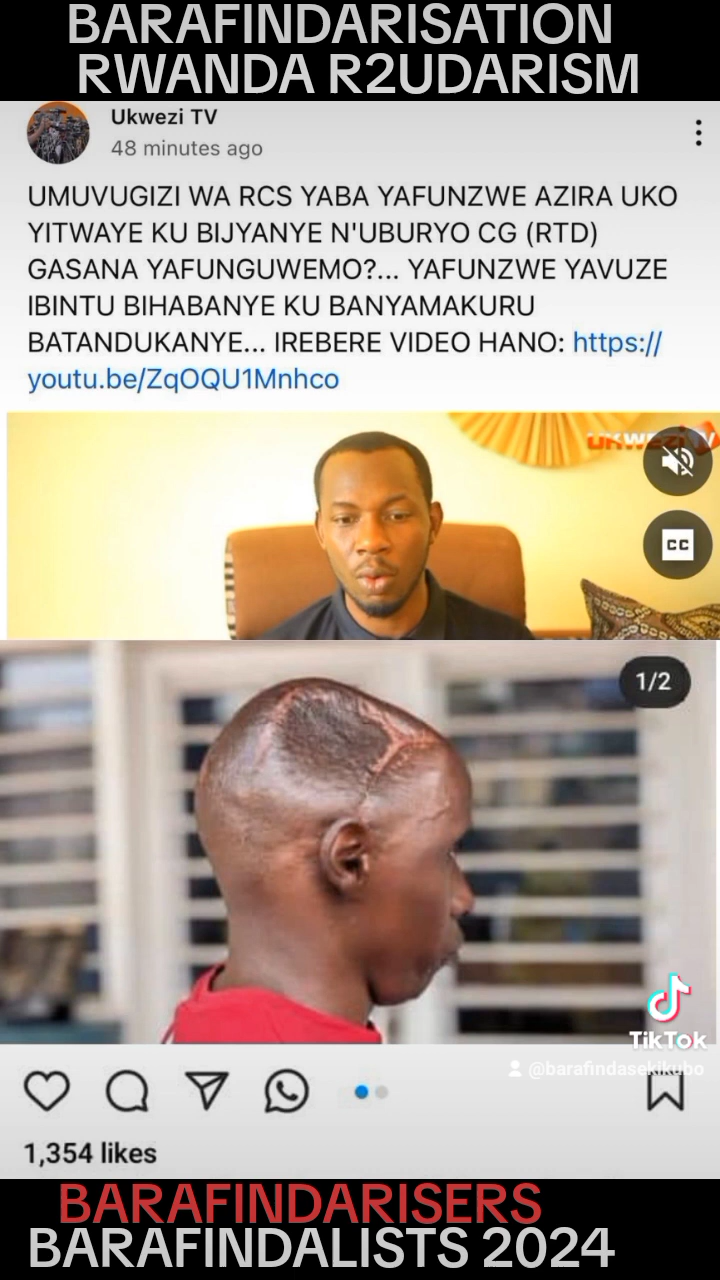 BARAFINDARISATION
RWANDA R2UDARISM
Ukwezi TV
48 minutes ago
UMUVUGIZI WA RCS YABA YAFUNZWE AZIRA UKO
YITWAYE KU BIJYANYE N'UBURYO CG (RTD)
GASANA YAFUNGUWEMO?... YAFUNZWE YAVUZE
IBINTU BIHABANYE KU BANYAMAKURU
BATANDUKANYE... IREBERE VIDEO HANO: https://
youtu.be/ZqOQU1Mnhco
UKWEZI TV
CC
1/2
TikTok
@barafindasekikubo
1,354 likes
BARAFINDARISERS
BARAFINDALISTS 2024